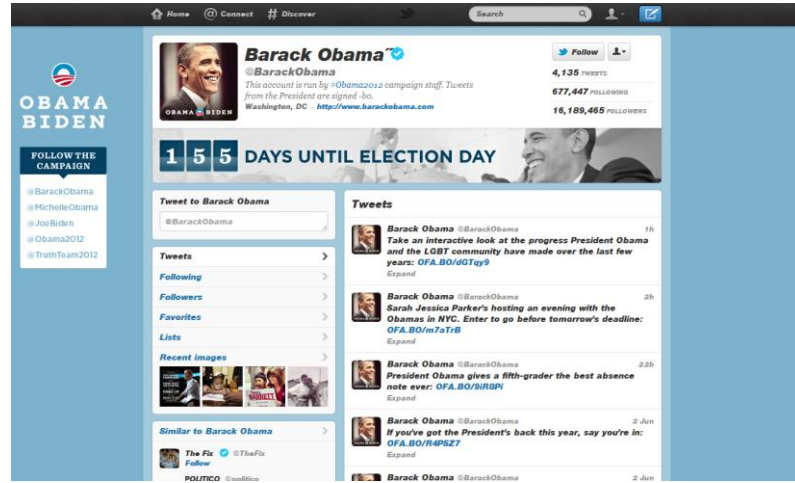 Home
Connect
Discover
Search
OBAMA
BIDEN
FOLLOW THE
CAMPAIGN
@BarackObama
@MichelleObama
@JoeBiden
@Obama2012
@TruthTeam2012
OBAMA BIDEN
Barack Obama
@BarackObama
This account is run by #Obama2012 campaign staff. Tweets
from the President are signed -bo.
Washington, DC · http://www.barackobama.com
Follow
4,135 TWEETS
677,447 FOLLOWING
16,189,465 FOLLOWERS
155 DAYS UNTIL ELECTION DAY
Tweet to Barack Obama
@BarackObama
Tweets
Following
Followers
Favorites
Lists
Recent images
Similar to Barack Obama
The Fix @TheFix
Follow
POLITICO @politico
Tweets
Barack Obama @BarackObama 1h
Take an interactive look at the progress President Obama
and the LGBT community have made over the last few
years: OFA.BO/dGTqy9
Expand
Barack Obama @BarackObama 2h
Sarah Jessica Parker's hosting an evening with the
Obamas in NYC. Enter to go before tomorrow's deadline:
OFA.BO/m7aTrB
Expand
Barack Obama @BarackObama 22h
President Obama gives a fifth-grader the best absence
note ever: OFA.BO/9iR8Pi
Expand
Barack Obama @BarackObama 2 Jun
If you've got the President's back this year, say you're in:
OFA.BO/R4P8Z7
Expand
Barack Obama @BarackObama 2 Jun